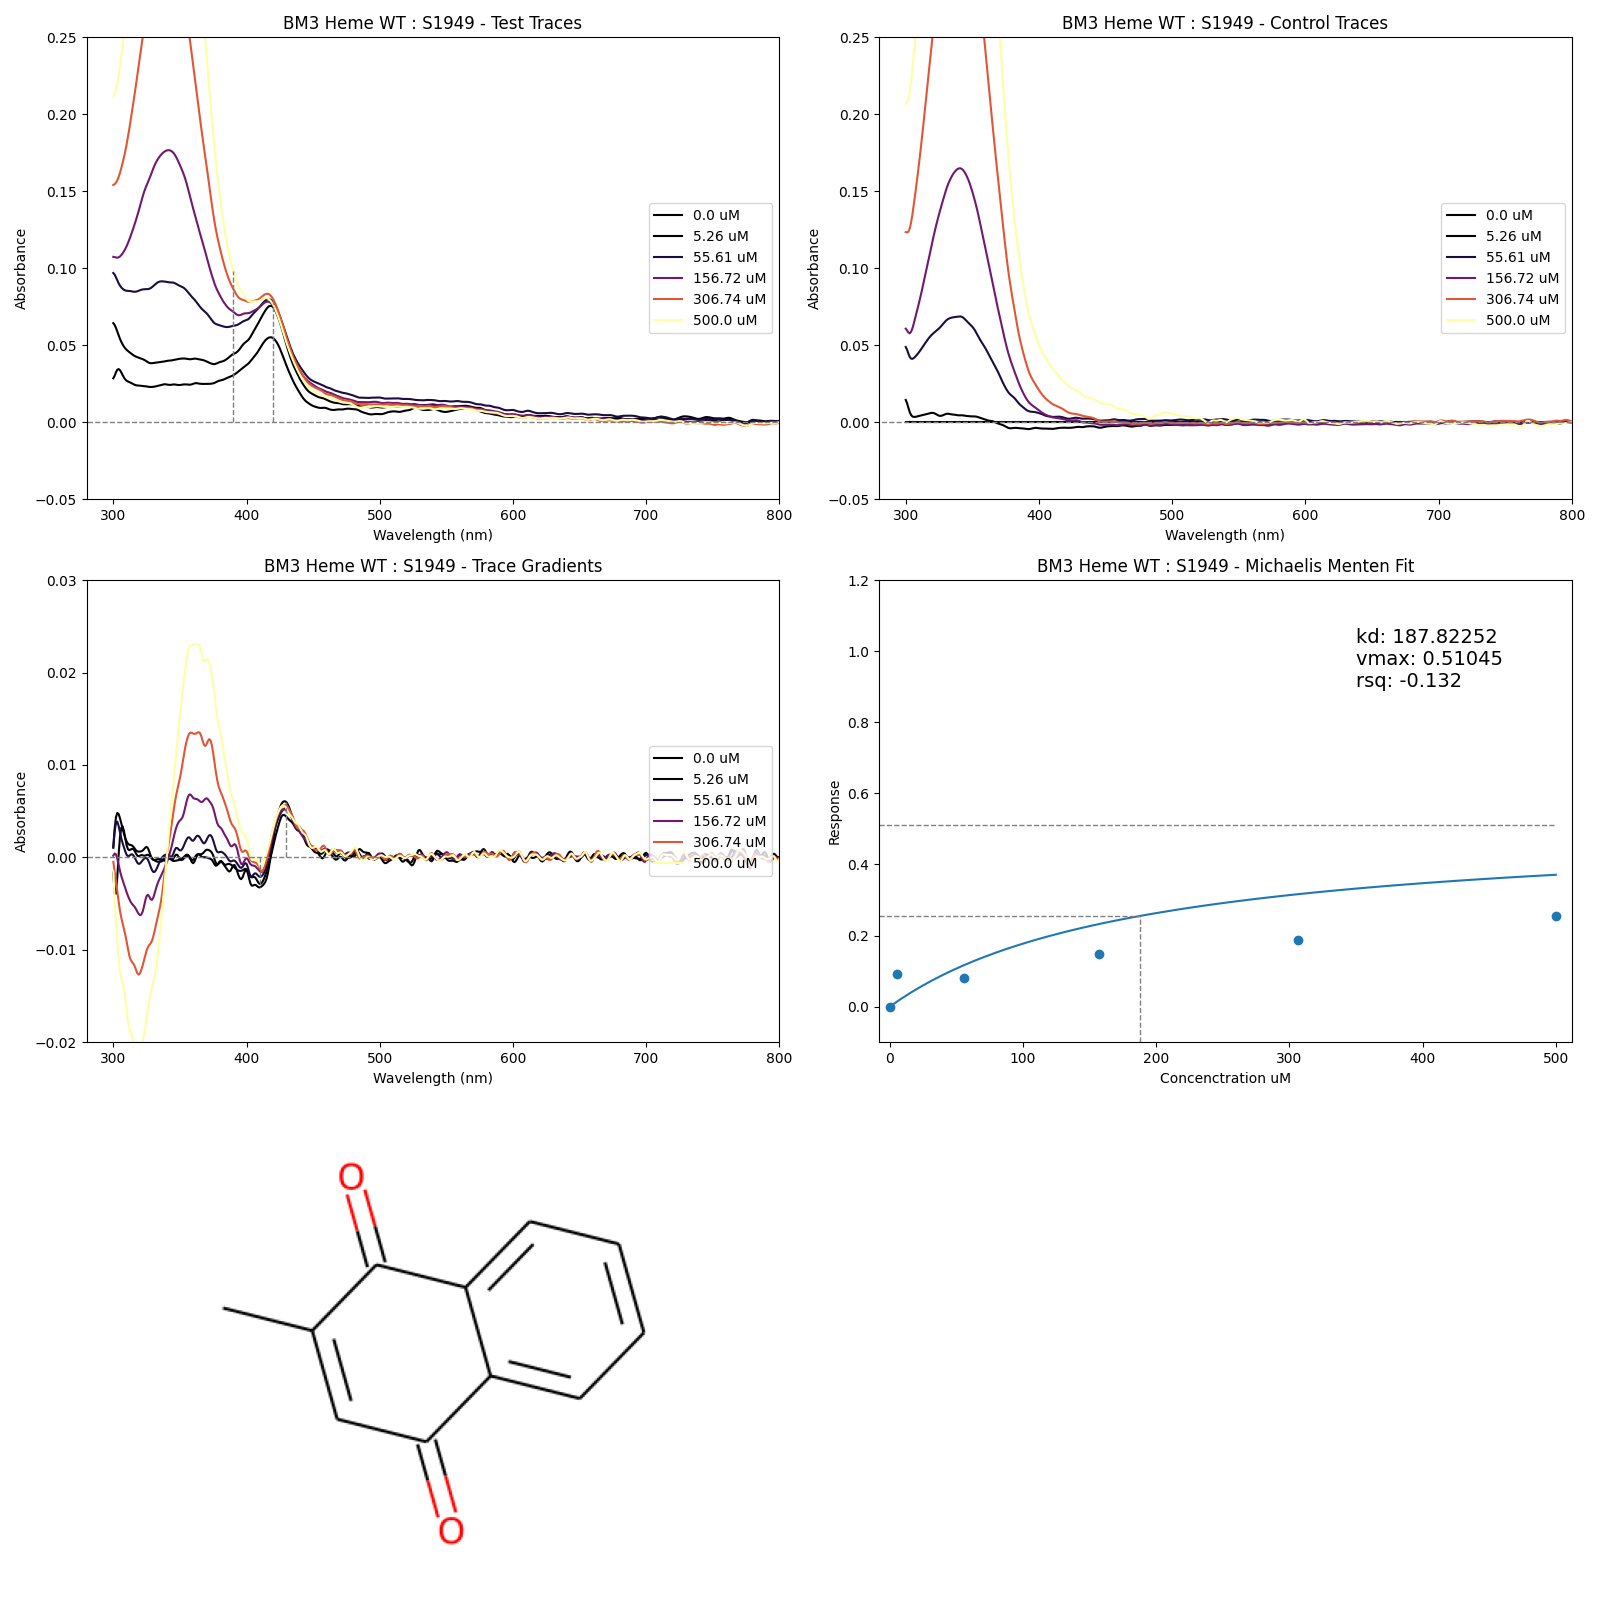 BM3 Heme WT : S1949 - Test Traces
0.25
0.20
0.15
0.10
0.05
0.00
−0.05
Absorbance
300 400 500 600 700 800
Wavelength (nm)
0.0 uM
5.26 uM
55.61 uM
156.72 uM
306.74 uM
500.0 uM
BM3 Heme WT : S1949 - Control Traces
0.25
0.20
0.15
0.10
0.05
0.00
−0.05
Absorbance
300 400 500 600 700 800
Wavelength (nm)
0.0 uM
5.26 uM
55.61 uM
156.72 uM
306.74 uM
500.0 uM
BM3 Heme WT : S1949 - Trace Gradients
0.03
0.02
0.01
0.00
−0.01
−0.02
Absorbance
300 400 500 600 700 800
Wavelength (nm)
0.0 uM
5.26 uM
55.61 uM
156.72 uM
306.74 uM
500.0 uM
BM3 Heme WT : S1949 - Michaelis Menten Fit
1.2
1.0
0.8
0.6
0.4
0.2
0.0
Response
kd: 187.82252
vmax: 0.51045
rsq: -0.132
0 100 200 300 400 500
Concenctration uM
O
O